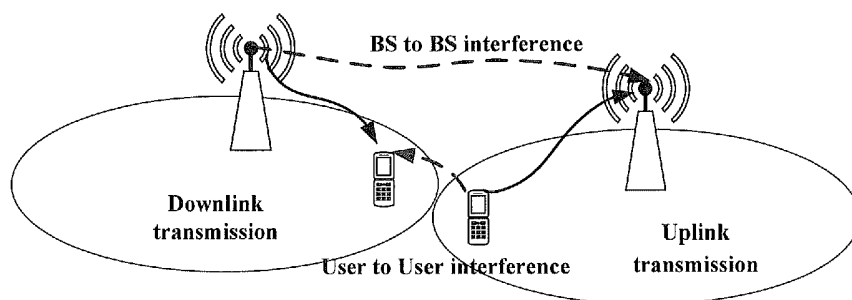 BS to BS interference
Downlink
transmission
Uplink
transmission
User to User interference